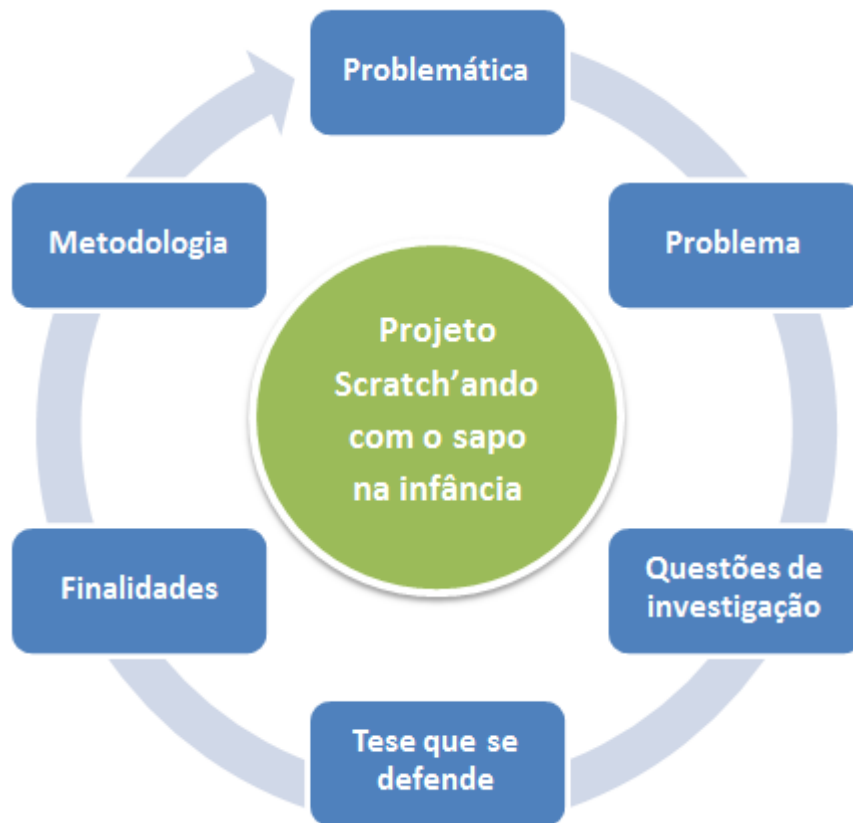 Problemática
Problema
Questões de
investigação
Tese que se
defende
Finalidades
Metodologia
Projeto
Scratch’ando
com o sapo
na infância